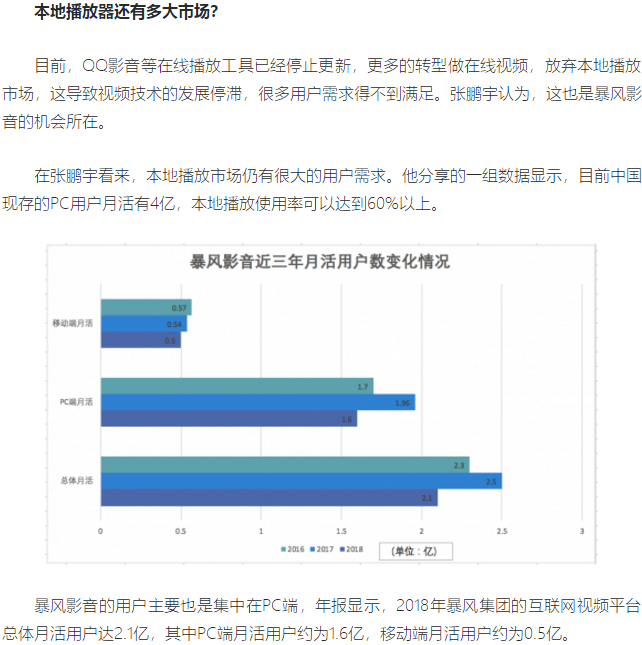 本地播放器还有多大市场？
目前，QQ影音等在线播放工具已经停止更新，更多的转型做在线视频，放弃本地播放
市场，这导致视频技术的发展停滞，很多用户需求得不到满足。张鹏宇认为，这也是暴风影
音的机会所在。
在张鹏宇看来，本地播放市场仍有很大的用户需求。他分享的一组数据显示，目前中国
现存的PC用户月活有4亿，本地播放使用率可以达到60%以上。
暴风影音近三年月活用户数变化情况
移动端月活
0.57
0.54
0.5
PC端月活
1.7
1.96
1.6
总体月活
2.3
2.5
2.1
0 0.5 1 1.5 2 2.5 3
2016 2017 2018 (单位：亿)
暴风影音的用户主要也是集中在PC端，年报显示，2018年暴风集团的互联网视频平台
总体月活用户达2.1亿，其中PC端月活用户约为1.6亿，移动端月活用户约为0.5亿。